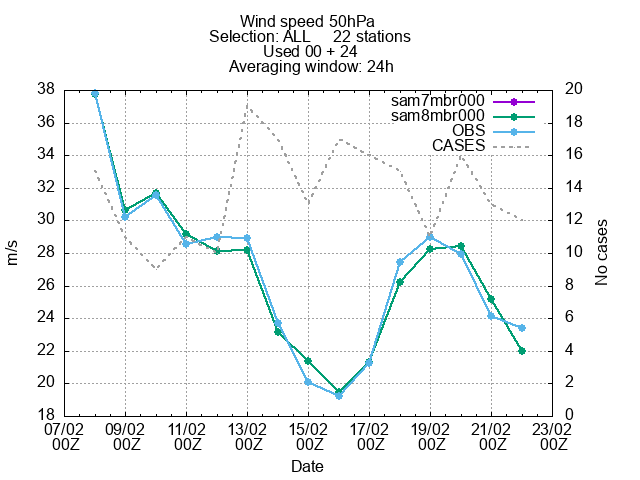 Wind speed 50hPa
Selection: ALL 22 stations
Used 00 + 24
Averaging window: 24h
38 20
36 18
34 16
32 14
30 12
28 10
26 8
24 6
22 4
20 2
18 0
sam7mbr000
sam8mbr000
OBS
CASES
m/s
No cases
07/02 09/02 11/02 13/02 15/02 17/02 19/02 21/02 23/02
00Z 00Z 00Z 00Z 00Z 00Z 00Z 00Z 00Z
Date